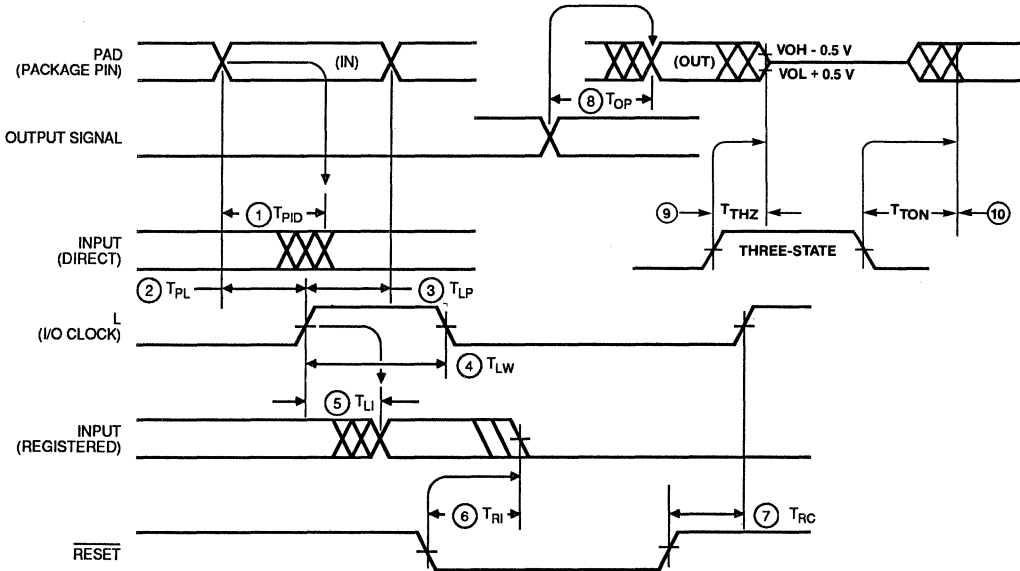 PAD
(PACKAGE PIN)
(IN)
(OUT)
VOH - 0.5 V
VOL + 0.5 V
8 TOP
OUTPUT SIGNAL
1 TPID
9 TTHZ
TTON 10
INPUT
(DIRECT)
THREE-STATE
2 TPL
3 TLP
L
(I/O CLOCK)
4 TLW
5 TLI
INPUT
(REGISTERED)
6 TRI
7 TRC
RESET